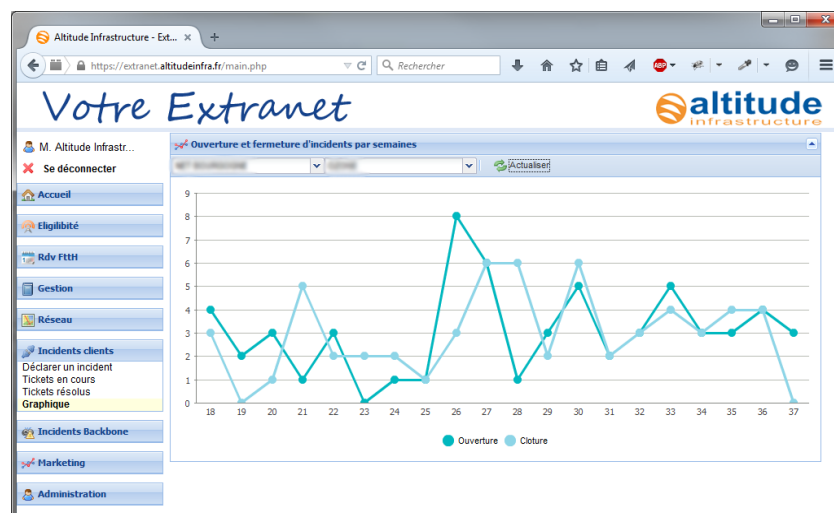 Altitude Infrastructure - Ext...
https://extranet.altitudeinfra.fr/main.php
Rechercher
ABP
Votre Extranet
altitude
infrastructure
M. Altitude Infrastr...
Se déconnecter
Accueil
Eligilibité
Rdv FttH
Gestion
Réseau
Incidents clients
Déclarer un incident
Tickets en cours
Tickets résolus
Graphique
Incidents Backbone
Marketing
Administration
Ouverture et fermeture d'incidents par semaines
Actualiser
9
8
7
6
5
4
3
2
1
0
18 19 20 21 22 23 24 25 26 27 28 29 30 31 32 33 34 35 36 37
Ouverture Cloture